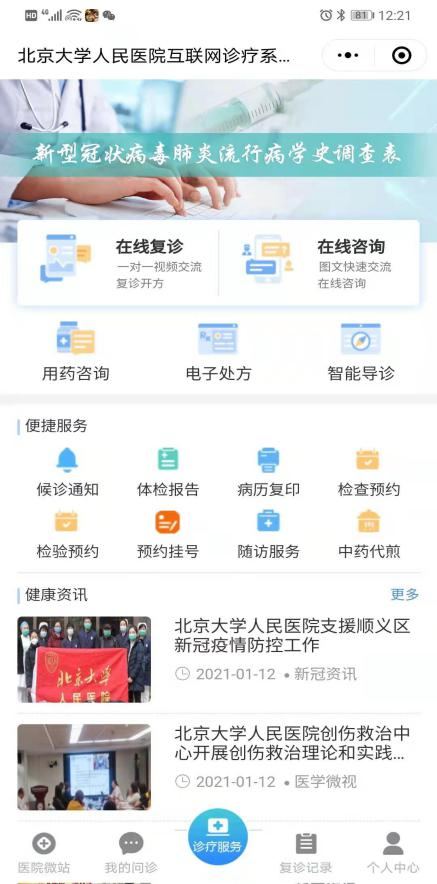 HD 4G 81 12:21
北京大学人民医院互联网诊疗系...
新型冠状病毒肺炎流行病学史调查表
在线复诊
一对一视频交流
复诊开方
在线咨询
图文快速交流
在线咨询
用药咨询 电子处方 智能导诊
便捷服务
候诊通知 体检报告 病历复印 检查预约
检验预约 预约挂号 随访服务 中药代煎
健康资讯 更多
北京大学
人民医院
北京大学人民医院支援顺义区
新冠疫情防控工作
2021-01-12 • 新冠资讯
北京大学人民医院创伤救治中
心开展创伤救治理论和实践...
2021-01-12 • 医学微视
医院微站 我的问诊 诊疗服务 复诊记录 个人中心